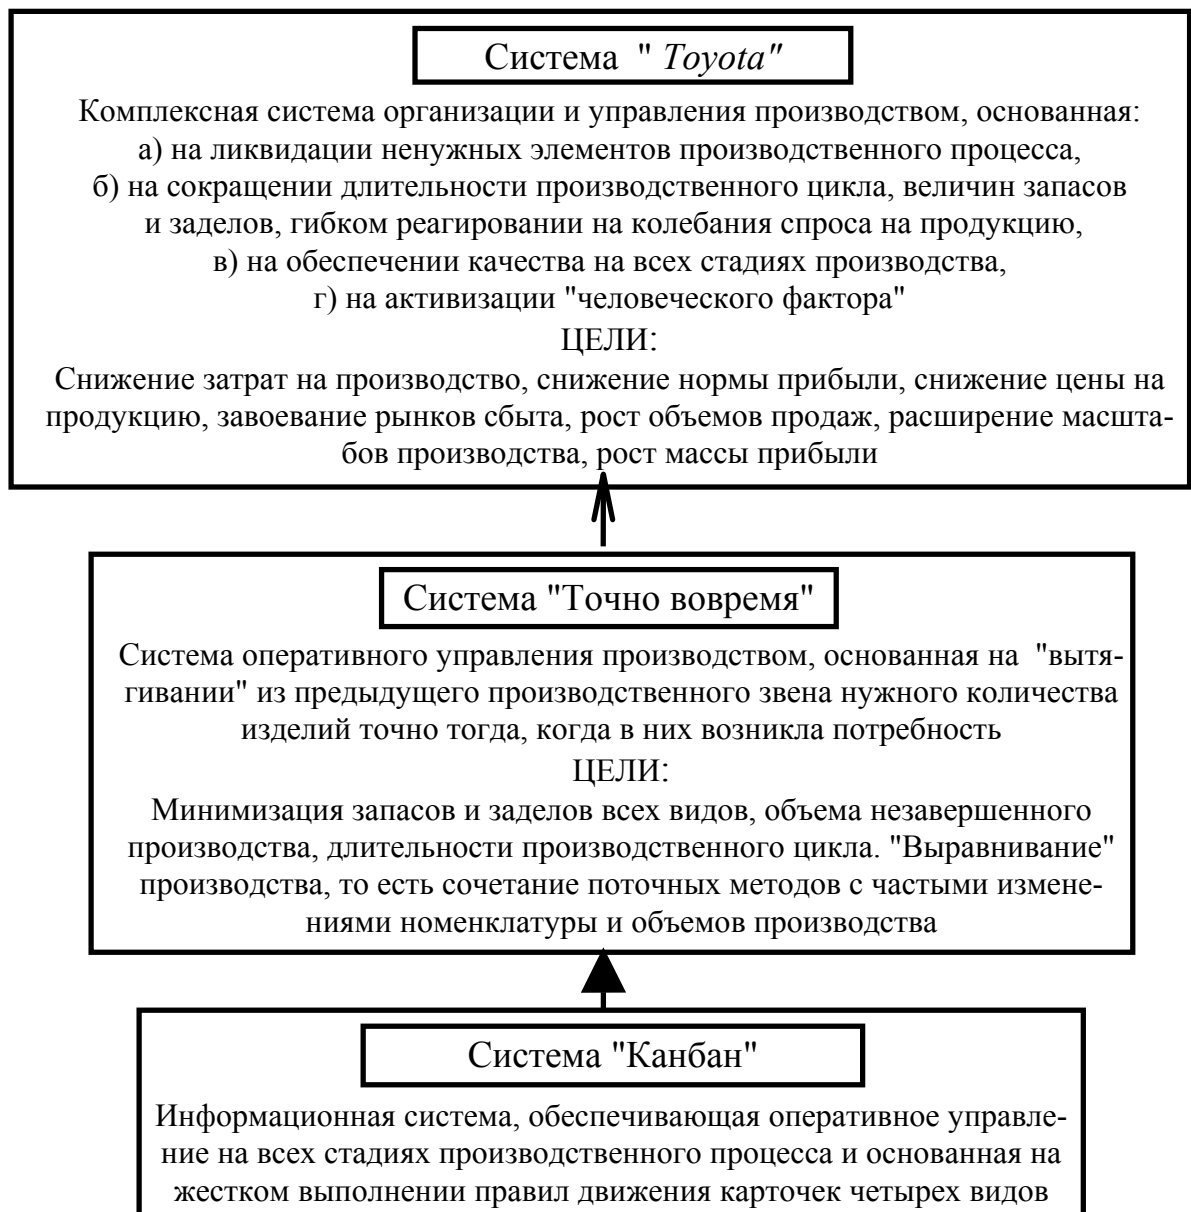 Система " Toyota"
Комплексная система организации и управления производством, основанная:
а) на ликвидации ненужных элементов производственного процесса,
б) на сокращении длительности производственного цикла, величин запасов
и заделов, гибком реагировании на колебания спроса на продукцию,
в) на обеспечении качества на всех стадиях производства,
г) на активизации "человеческого фактора"
ЦЕЛИ:
Снижение затрат на производство, снижение нормы прибыли, снижение цены на
продукцию, завоевание рынков сбыта, рост объемов продаж, расширение масшта-
бов производства, рост массы прибыли
Система "Точно вовремя"
Система оперативного управления производством, основанная на "вытя-
гивании" из предыдущего производственного звена нужного количества
изделий точно тогда, когда в них возникла потребность
ЦЕЛИ:
Минимизация запасов и заделов всех видов, объема незавершенного
производства, длительности производственного цикла. "Выравнивание"
производства, то есть сочетание поточных методов с частыми измене-
ниями номенклатуры и объемов производства
Система "Канбан"
Информационная система, обеспечивающая оперативное управле-
ние на всех стадиях производственного процесса и основанная на
жестком выполнении правил движения карточек четырех видов